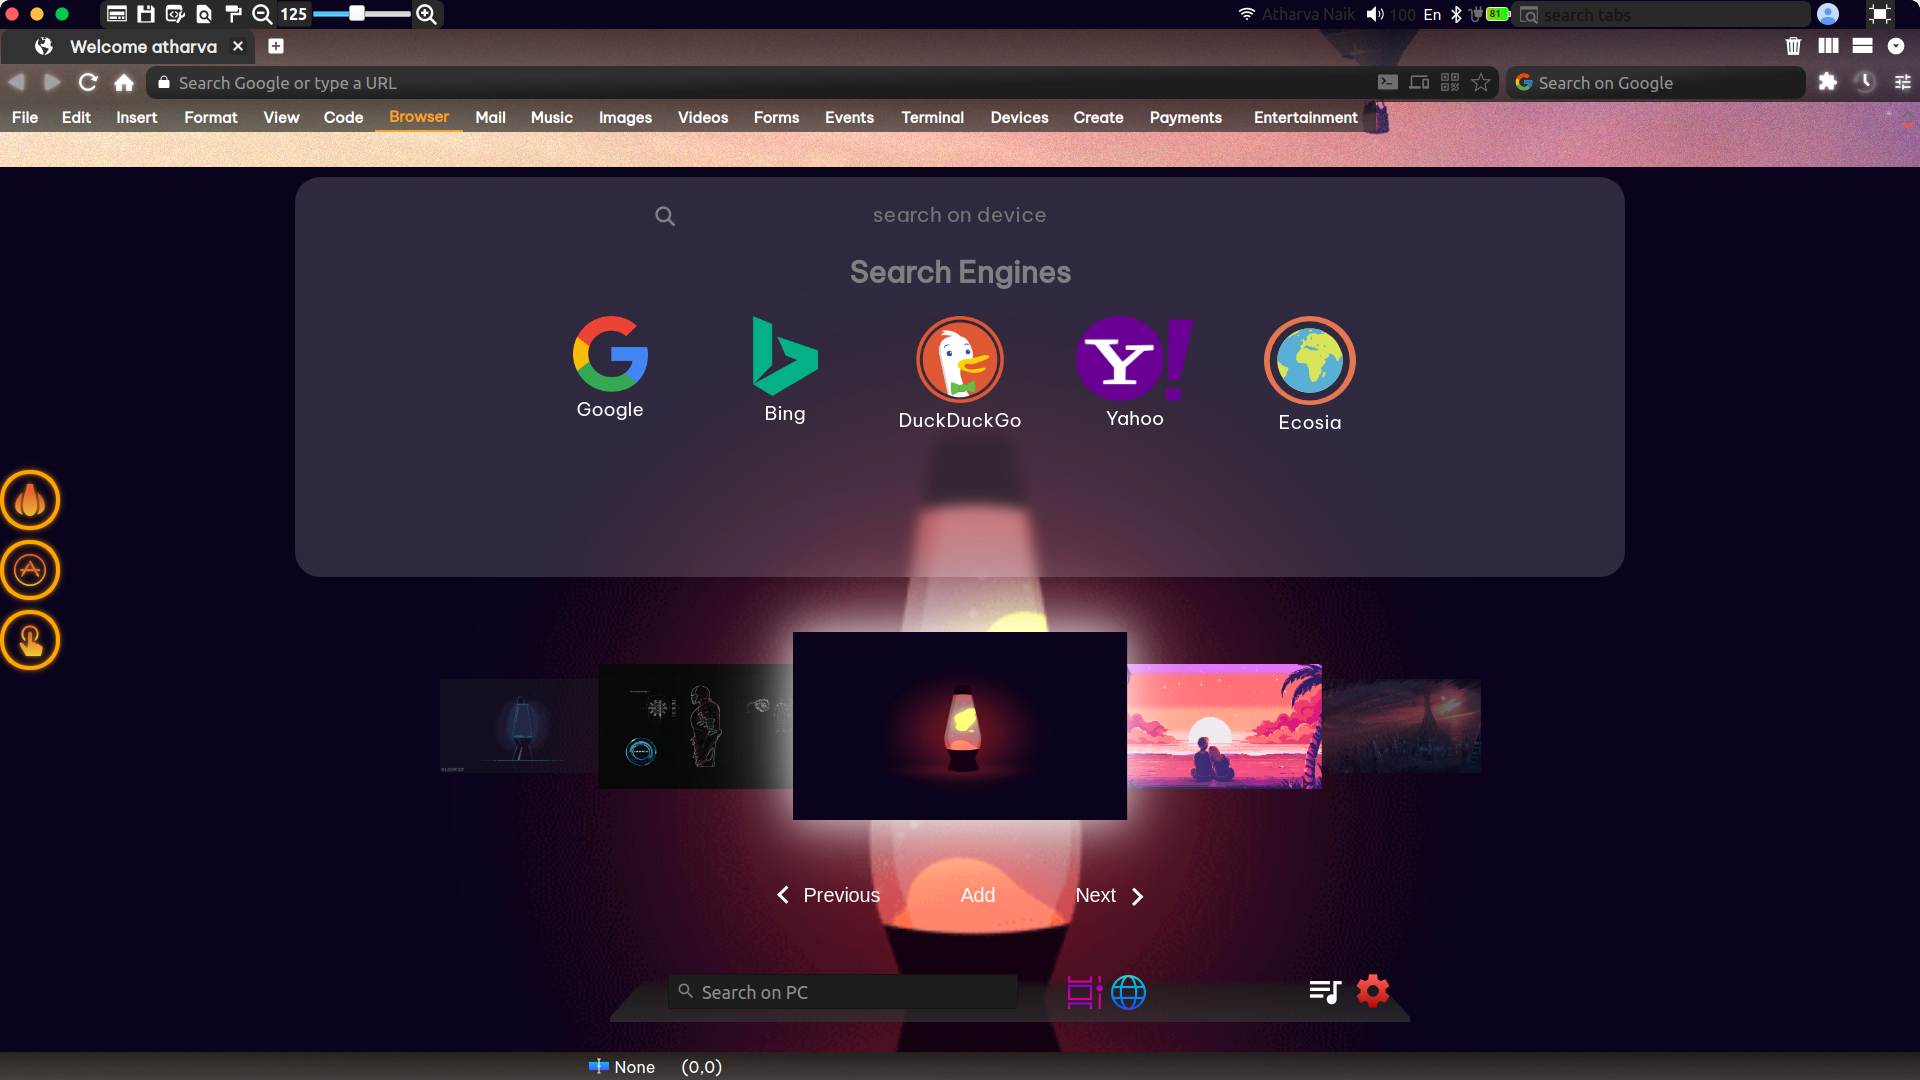 125
Atharva Naik 100 En 81 search tabs
Welcome atharva
Search Google or type a URL
Search on Google
File Edit Insert Format View Code Browser Mail Music Images Videos Forms Events Terminal Devices Create Payments Entertainment
search on device
Search Engines
Google Bing DuckDuckGo Yahoo Ecosia
Previous Add Next
Search on PC
None (0,0)